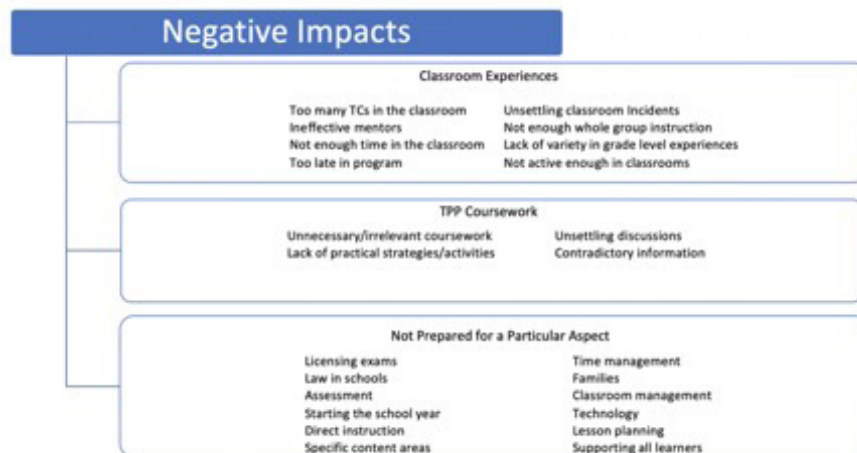 Negative Impacts
Classroom Experiences
Too many TCs in the classroom
Ineffective mentors
Not enough time in the classroom
Too late in program
Unsettling classroom Incidents
Not enough whole group instruction
Lack of variety in grade level experiences
Not active enough in classrooms
TPP Coursework
Unnecessary/irrelevant coursework
Lack of practical strategies/activities
Unsettling discussions
Contradictory information
Not Prepared for a Particular Aspect
Licensing exams
Law in schools
Assessment
Starting the school year
Direct instruction
Specific content areas
Time management
Families
Classroom management
Technology
Lesson planning
Supporting all learners